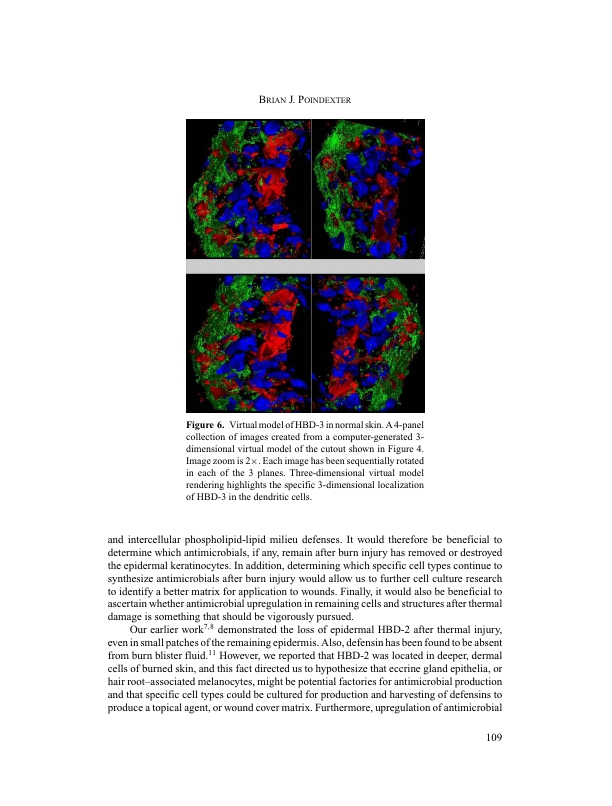 BRIAN J. POINDEXTER
Figure 6. Virtual model of HBD-3 in normal skin. A 4-panel
collection of images created from a computer-generated 3-
dimensional virtual model of the cutout shown in Figure 4.
Image zoom is 2×. Each image has been sequentially rotated
in each of the 3 planes. Three-dimensional virtual model
rendering highlights the specific 3-dimensional localization
of HBD-3 in the dendritic cells.
and intercellular phospholipid-lipid milieu defenses. It would therefore be beneficial to
determine which antimicrobials, if any, remain after burn injury has removed or destroyed
the epidermal keratinocytes. In addition, determining which specific cell types continue to
synthesize antimicrobials after burn injury would allow us to further cell culture research
to identify a better matrix for application to wounds. Finally, it would also be beneficial to
ascertain whether antimicrobial upregulation in remaining cells and structures after thermal
damage is something that should be vigorously pursued.
Our earlier work7,8 demonstrated the loss of epidermal HBD-2 after thermal injury,
even in small patches of the remaining epidermis. Also, defensin has been found to be absent
from burn blister fluid.11 However, we reported that HBD-2 was located in deeper, dermal
cells of burned skin, and this fact directed us to hypothesize that eccrine gland epithelia, or
hair root–associated melanocytes, might be potential factories for antimicrobial production
and that specific cell types could be cultured for production and harvesting of defensins to
produce a topical agent, or wound cover matrix. Furthermore, upregulation of antimicrobial
109